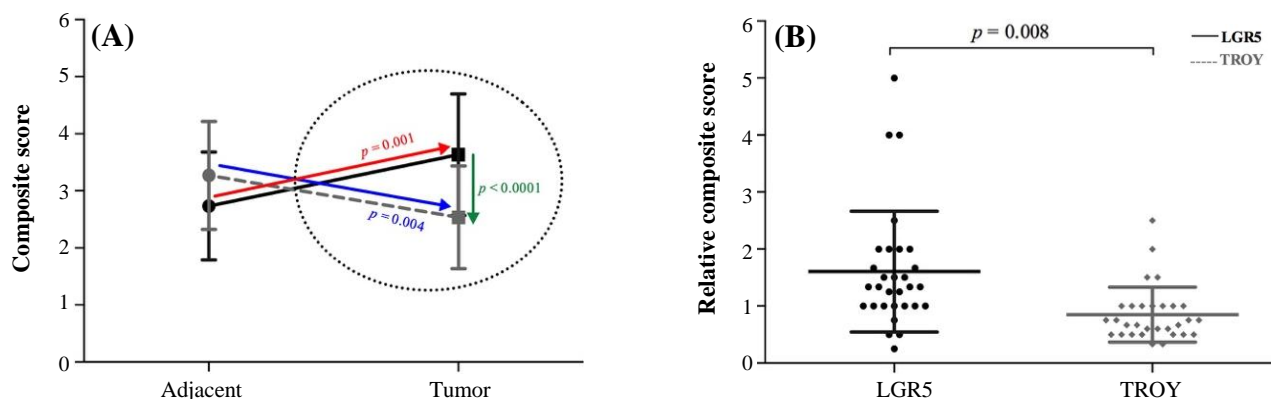 (A)
Composite score
6
5
4
3
2
1
0
p = 0.001
p < 0.0001
p = 0.004
Adjacent
Tumor
(B)
Relative composite score
6
5
4
3
2
1
0
p = 0.008
LGR5
TROY
LGR5
TROY